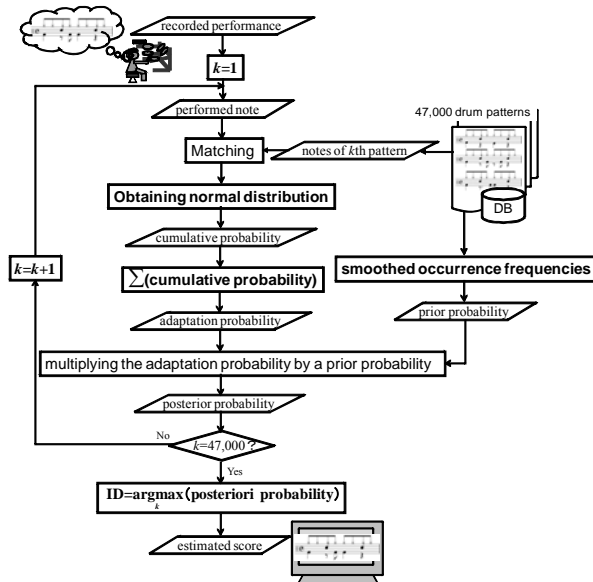 recorded performance
k=1
performed note
47,000 drum patterns
Matching
notes of kth pattern
DB
Obtaining normal distribution
cumulative probability
k=k+1
∑(cumulative probability)
smoothed occurrence frequencies
adaptation probability
prior probability
multiplying the adaptation probability by a prior probability
posterior probability
No
k=47,000?
Yes
ID=argmax(posteriori probability)
k
estimated score